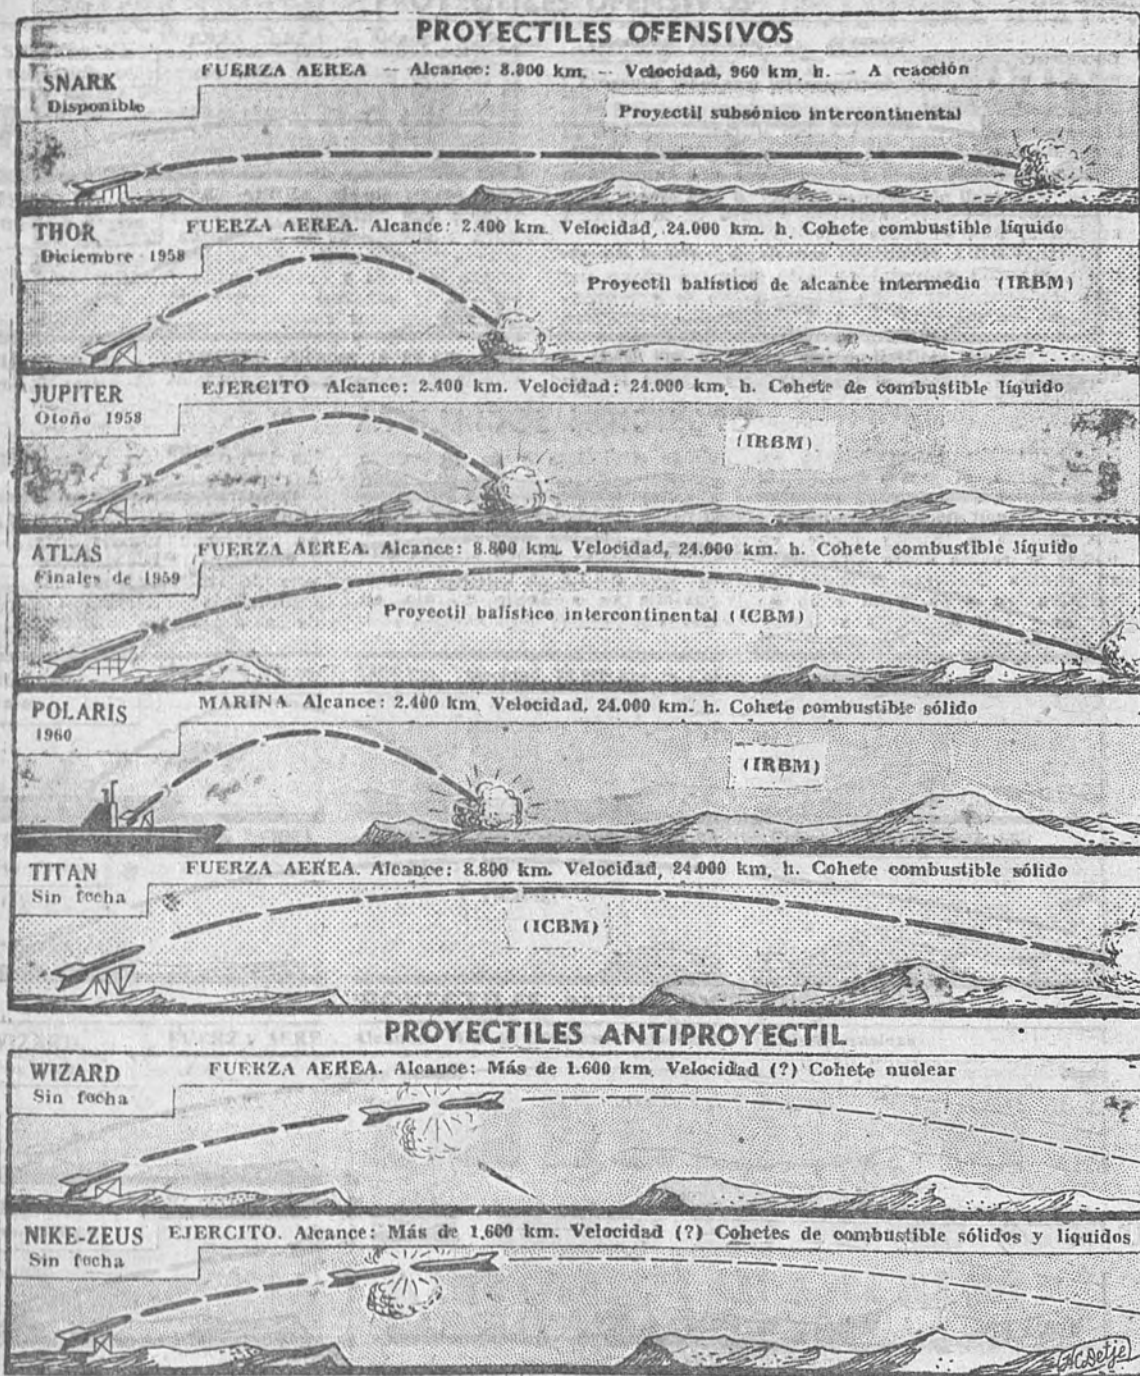 PROYECTILES OFENSIVOS
SNARK
Disponible
FUERZA AEREA -- Alcance: 8.800 km. -- Velocidad, 960 km. h. - A reacción
Proyectil subsónico intercontinental
THOR
Diciembre 1958
FUERZA AEREA. Alcance: 2.400 km. Velocidad, 24.000 km. h. Cohete combustible líquido
Proyectil balístico de alcance intermedio (IRBM)
JUPITER
Otoño 1958
EJERCITO Alcance: 2.400 km. Velocidad: 24.000 km. h. Cohete de combustible líquido
(IRBM)
ATLAS
Finales de 1959
FUERZA AEREA. Alcance: 8.800 km. Velocidad, 24.000 km. h. Cohete combustible líquido
Proyectil balístico intercontinental (ICBM)
POLARIS
1960
MARINA. Alcance: 2.400 km. Velocidad, 24.000 km. h. Cohete combustible sólido
(IRBM)
TITAN
Sin fecha
FUERZA AEREA. Alcance: 8.800 km. Velocidad, 24.000 km. h. Cohete combustible sólido
(ICBM)
PROYECTILES ANTIPROYECTIL
WIZARD
Sin fecha
FUERZA AEREA. Alcance: Más de 1.600 km. Velocidad (?) Cohete nuclear
NIKE-ZEUS
Sin fecha
EJERCITO. Alcance: Más de 1.600 km. Velocidad (?) Cohetes de combustible sólidos y líquidos
HC Detje